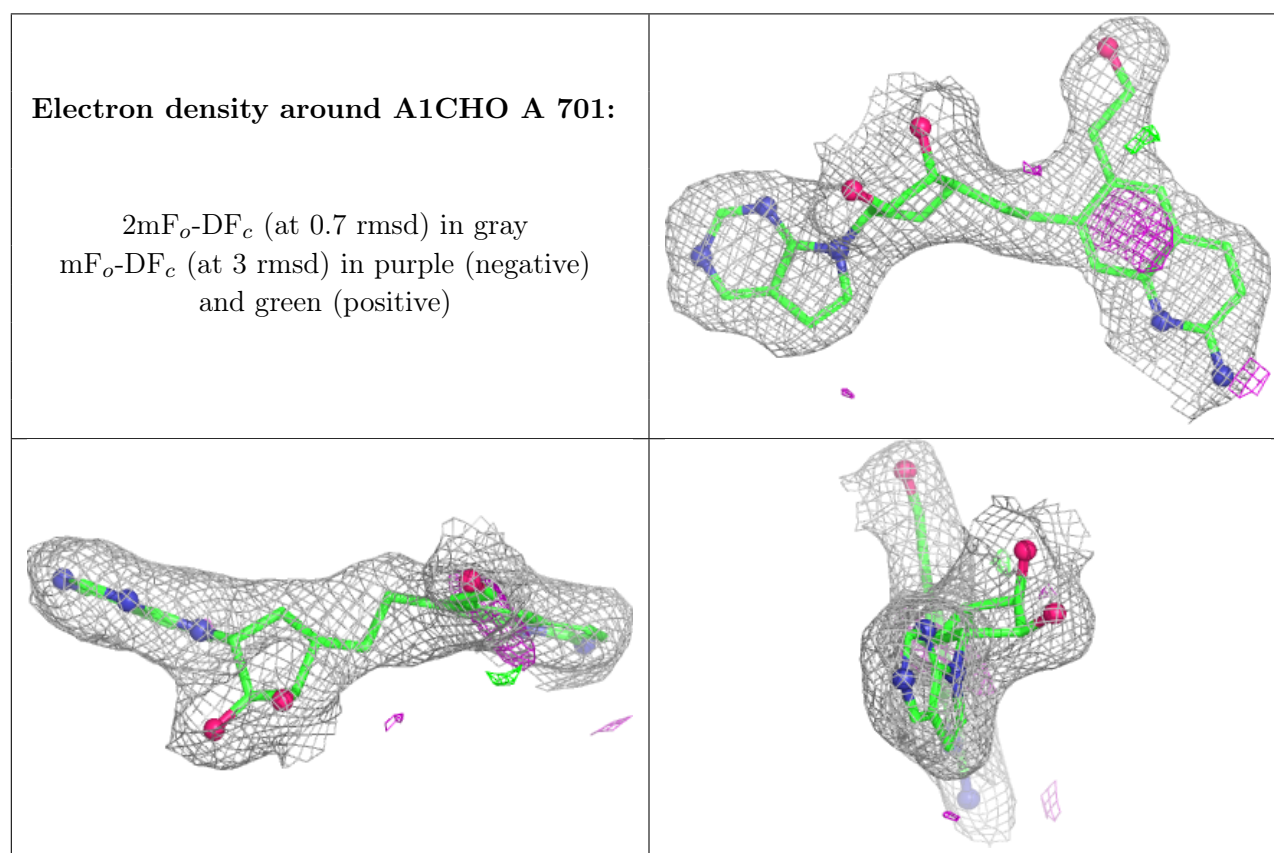 Electron density around A1CHO A 701:
2mFo-DFc (at 0.7 rmsd) in gray
mFo-DFc (at 3 rmsd) in purple (negative)
and green (positive)